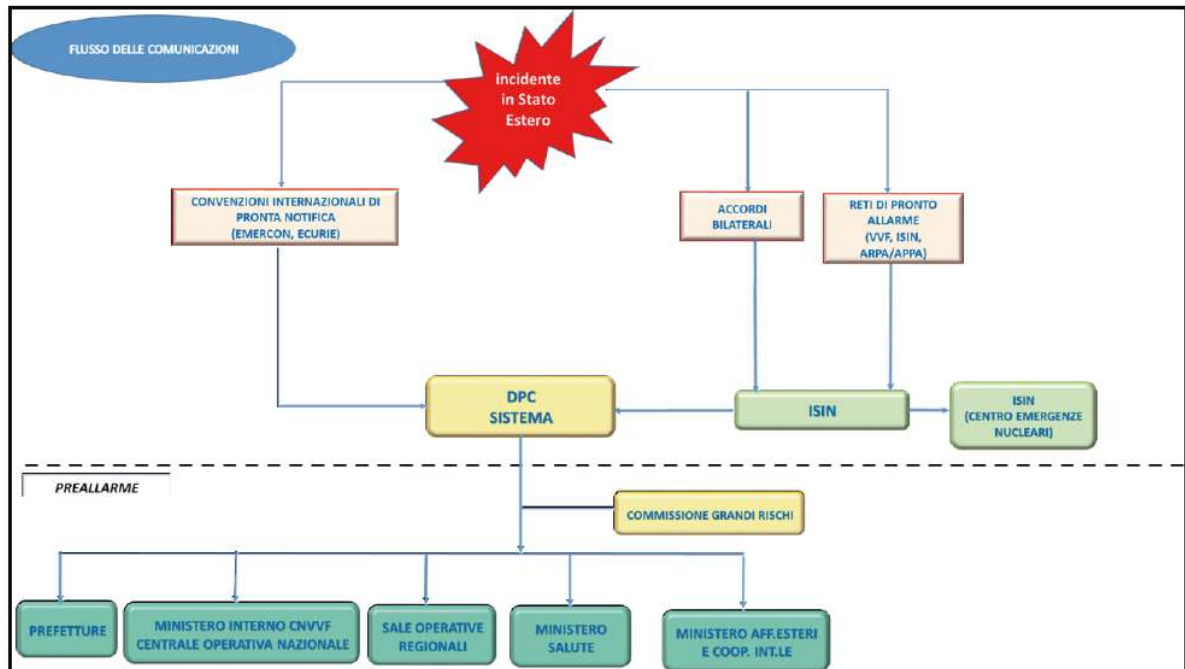 FLUSSO DELLE COMUNICAZIONI
incidente
in Stato
Estero
CONVENZIONI INTERNAZIONALI DI
PRONTA NOTIFICA
(EMERCON, ECURIE)
ACCORDI
BILATERALI
RETI DI PRONTO
ALLARME
(VVF, ISIN,
ARPA/APPA)
DPC
SISTEMA
ISIN
ISIN
(CENTRO EMERGENZE
NUCLEARI)
PREALLARME
COMMISSIONE GRANDI RISCHI
PREFETTURE
MINISTERO INTERNO CNVVF
CENTRALE OPERATIVA NAZIONALE
SALE OPERATIVE
REGIONALI
MINISTERO
SALUTE
MINISTERO AFF.ESTERI
E COOP. INT.LE